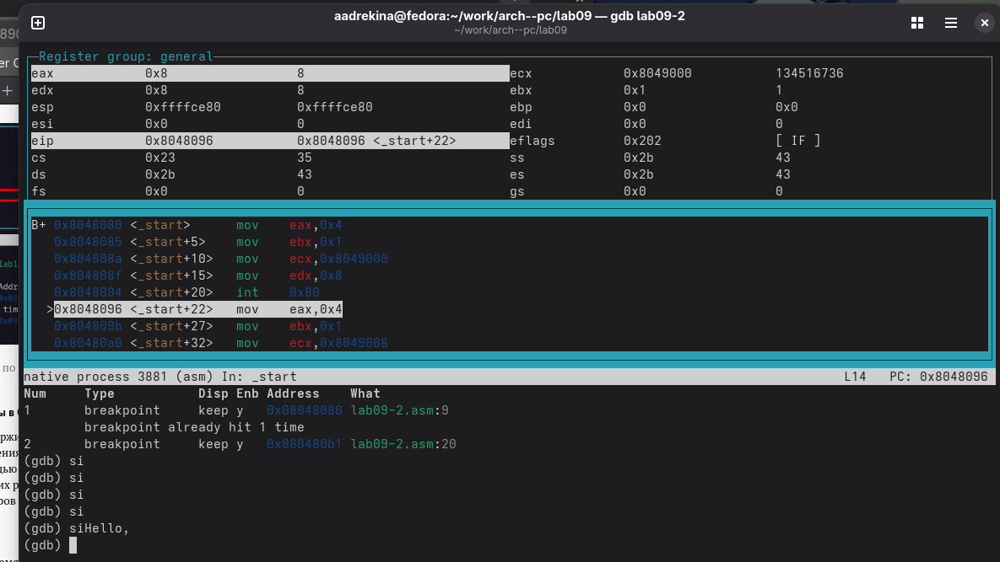 aadrekina@fedora:~/work/arch--pc/lab09 — gdb lab09-2
~/work/arch--pc/lab09
890
er C
Register group: general
eax 0x8 8 ecx 0x8049000 134516736
edx 0x8 8 ebx 0x1 1
esp 0xffffce80 0xffffce80 ebp 0x0 0x0
esi 0x0 0 edi 0x0 0
eip 0x8048096 0x8048096 <_start+22> eflags 0x202 [ IF ]
cs 0x23 35 ss 0x2b 43
ds 0x2b 43 es 0x2b 43
fs 0x0 0 gs 0x0 0
B+ 0x8048080 <_start> mov eax,0x4
0x8048085 <_start+5> mov ebx,0x1
0x804808a <_start+10> mov ecx,0x8049000
0x804808f <_start+15> mov edx,0x8
0x8048094 <_start+20> int 0x80
>0x8048096 <_start+22> mov eax,0x4
0x804809b <_start+27> mov ebx,0x1
0x80480a0 <_start+32> mov ecx,0x8049008
native process 3881 (asm) In: _start L14 PC: 0x8048096
Num Type Disp Enb Address What
1 breakpoint keep y 0x08048080 lab09-2.asm:9
breakpoint already hit 1 time
2 breakpoint keep y 0x080480b1 lab09-2.asm:20
(gdb) si
(gdb) si
(gdb) si
(gdb) si
(gdb) siHello,
(gdb)